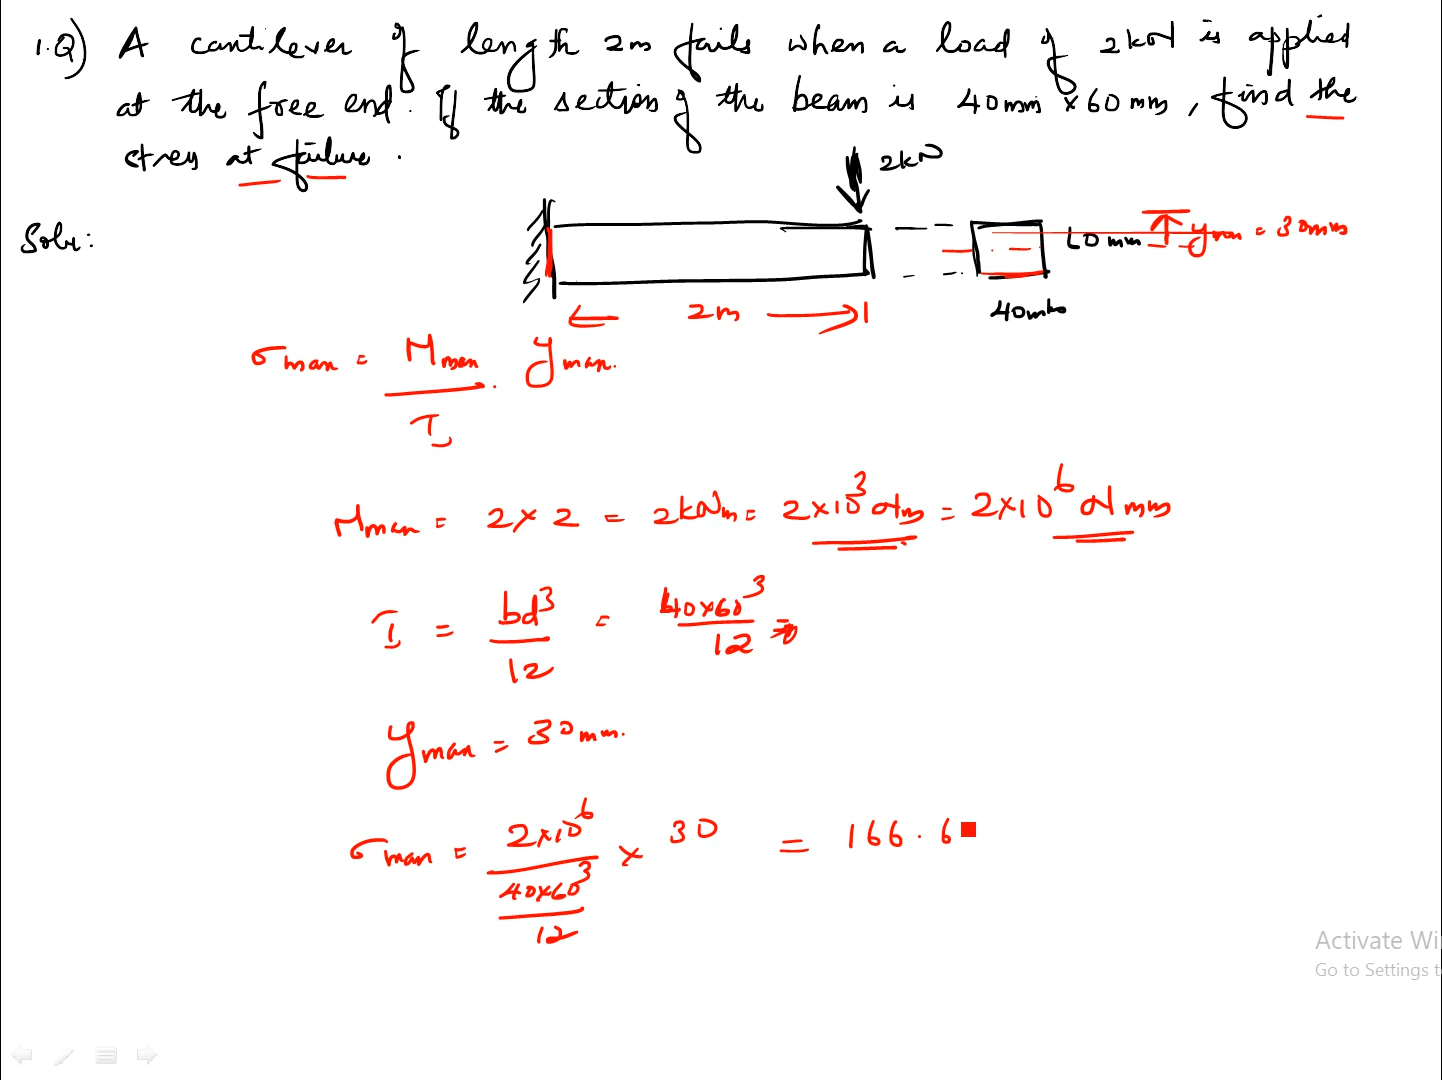 1.Q) A cantilever of length 2m fails when a load of 2kN is applied
at the free end. If the section of the beam is 40mm x 60mm, find the
stress at failure.
2kN
Soln:
60mm
ymax = 30mm
2m
40mm
σmax = Mmax/I . ymax.
Mmax = 2 x 2 = 2kNm = 2x10³ Nm = 2x10⁶ Nmm
I = bd³/12 = 40x60³/12 =
ymax = 30mm.
σmax = 2x10⁶/(40x60³/12) x 30 = 166.6
Activate Wi
Go to Settings t